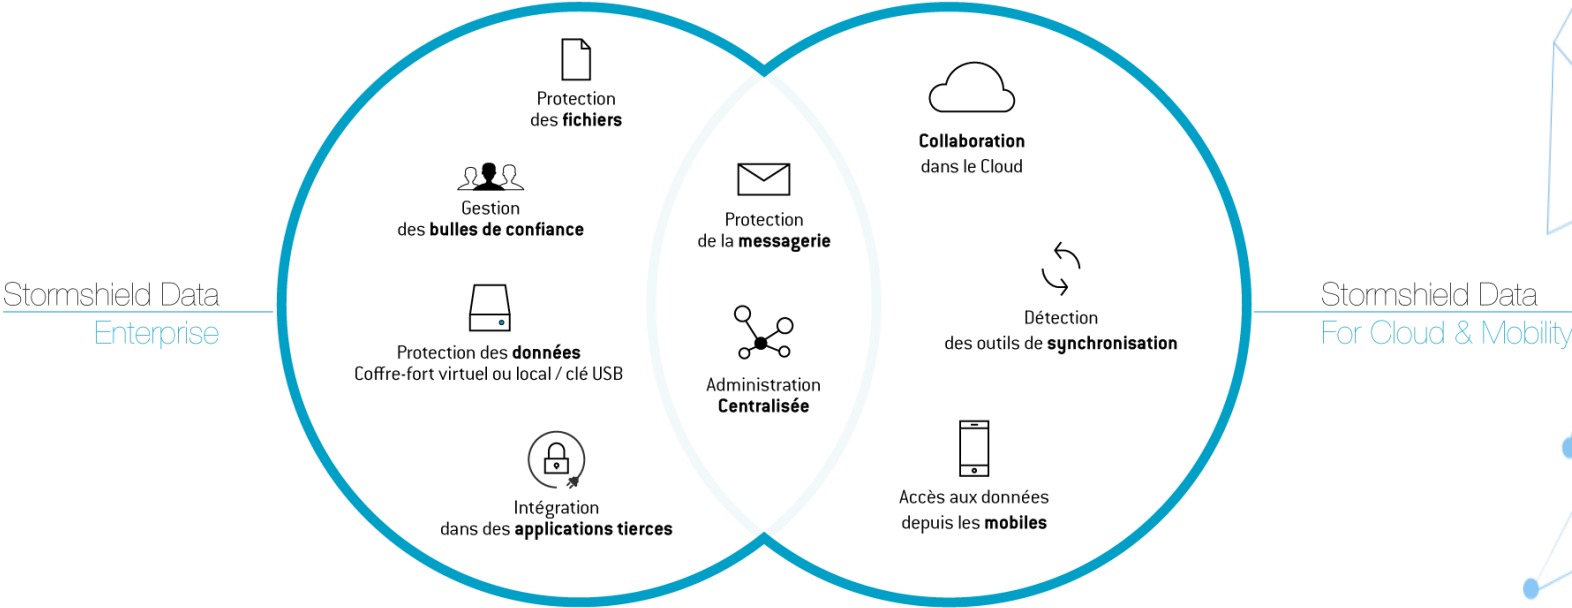 Stormshield Data
Enterprise
Protection
des fichiers
Gestion
des bulles de confiance
Protection des données
Coffre-fort virtuel ou local / clé USB
Intégration
dans des applications tierces
Protection
de la messagerie
Administration
Centralisée
Collaboration
dans le Cloud
Détection
des outils de synchronisation
Accès aux données
depuis les mobiles
Stormshield Data
For Cloud & Mobility